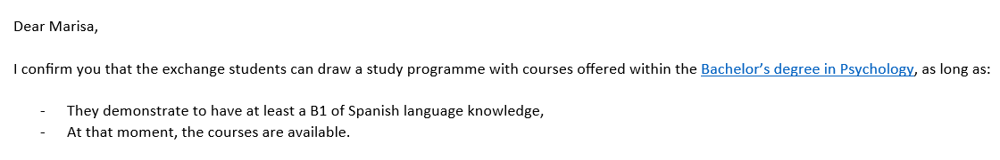 Dear Marisa,
I confirm you that the exchange students can draw a study programme with courses offered within the Bachelor’s degree in Psychology, as long as:
- They demonstrate to have at least a B1 of Spanish language knowledge,
- At that moment, the courses are available.